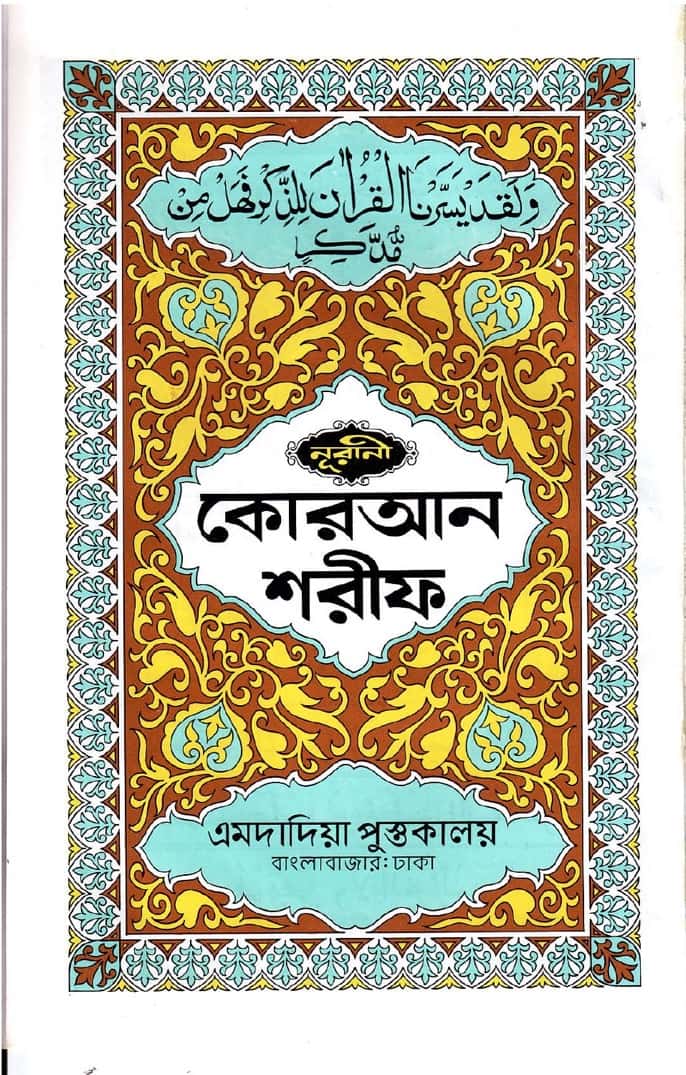 وَلَقَدْ يَسَّرْنَا الْقُرْاٰنَ لِلذِّكْرِ فَهَلْ مِنْ
مُّدَّكِرٍ
নূরানী
কোরআন
শরীফ
এমদাদিয়া পুস্তকালয়
বাংলাবাজার: ঢাকা